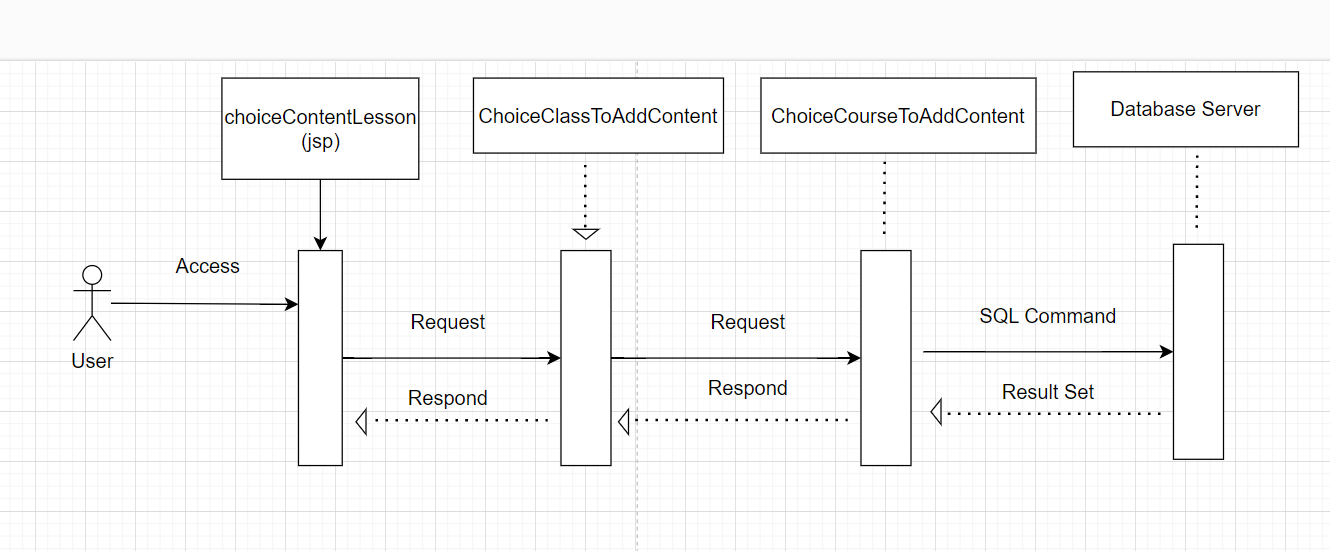 choiceContentLesson
(jsp)
ChoiceClassToAddContent
ChoiceCourseToAddContent
Database Server
Access
User
Request
Request
SQL Command
Respond
Respond
Result Set